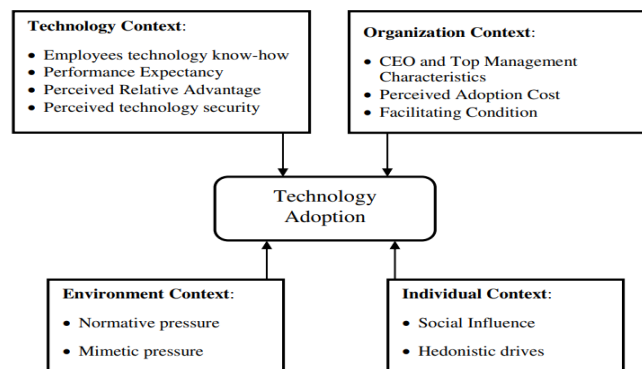 Technology Context:
• Employees technology know-how
• Performance Expectancy
• Perceived Relative Advantage
• Perceived technology security
Organization Context:
• CEO and Top Management
Characteristics
• Perceived Adoption Cost
• Facilitating Condition
Technology
Adoption
Environment Context:
• Normative pressure
• Mimetic pressure
Individual Context:
• Social Influence
• Hedonistic drives